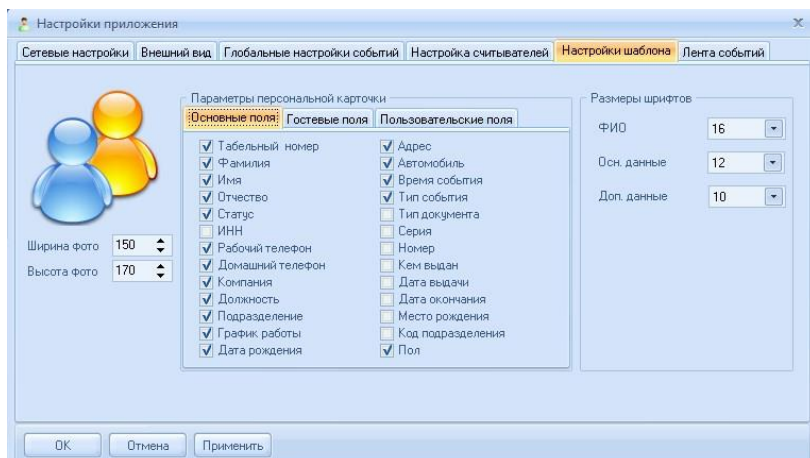 Настройки приложения
Сетевые настройки Внешний вид Глобальные настройки событий Настройка считывателей Настройки шаблона Лента событий
Параметры персональной карточки
Основные поля Гостевые поля Пользовательские поля
Табельный номер
Фамилия
Имя
Отчество
Статус
ИНН
Рабочий телефон
Домашний телефон
Компания
Должность
Подразделение
График работы
Дата рождения
Адрес
Автомобиль
Время события
Тип события
Тип документа
Серия
Номер
Кем выдан
Дата выдачи
Дата окончания
Место рождения
Код подразделения
Пол
Ширина фото 150
Высота фото 170
Размеры шрифтов
ФИО 16
Осн. данные 12
Доп. данные 10
OK Отмена Применить